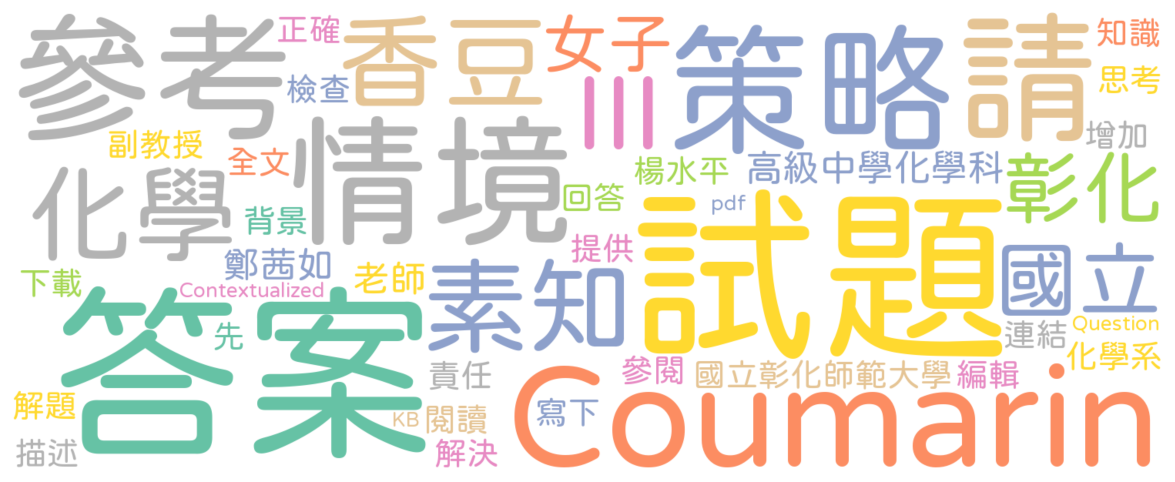 參考
正確
香豆
女子
策略
請
知識
檢查
III
思考
副教授
全文
情境
增加
化學
楊水平
高級中學化學科
彰化
背景
回答
pdf
試題
提供
鄭茜如
老師
素知
國立
下載
Contextualized
答案
先
連結
Question
化學系
責任
參閱
國立彰化師範大學
編輯
解題
KB
閱讀
寫下
Coumarin
描述
解決